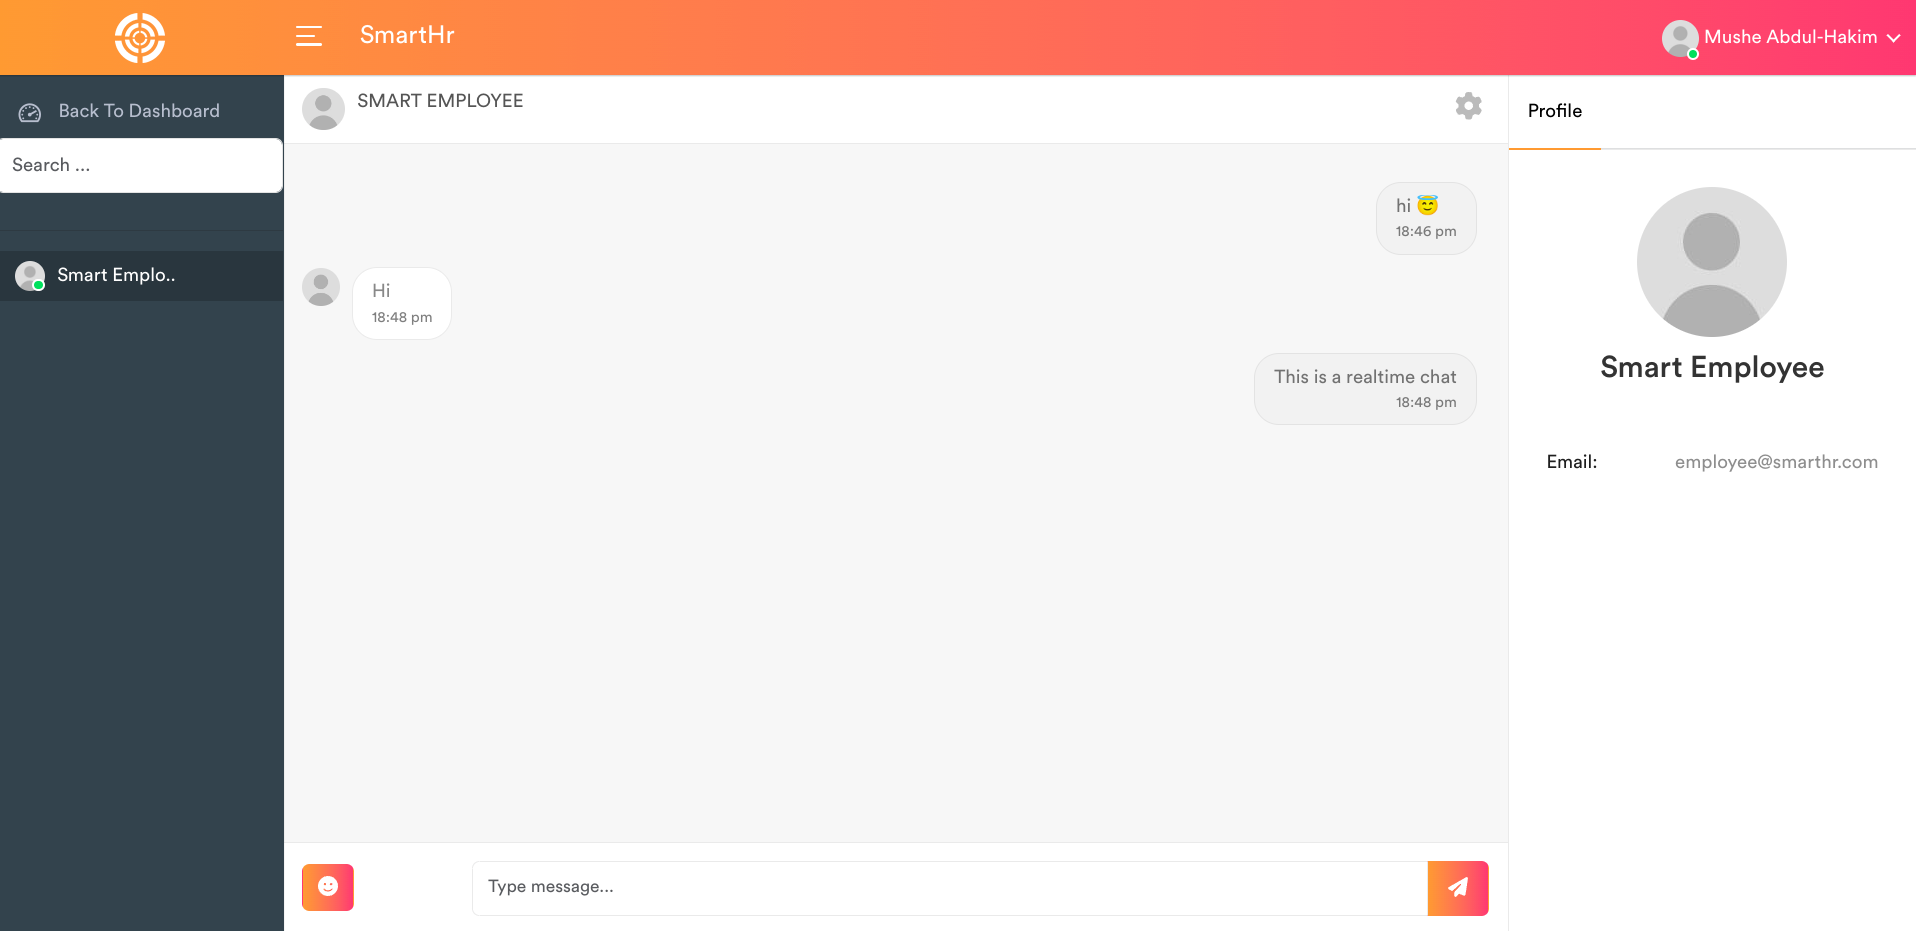 SmartHr
Mushe Abdul-Hakim
Back To Dashboard
Search ...
Smart Emplo..
SMART EMPLOYEE
hi 😇
18:46 pm
Hi
18:48 pm
This is a realtime chat
18:48 pm
Type message...
Profile
Smart Employee
Email: employee@smarthr.com